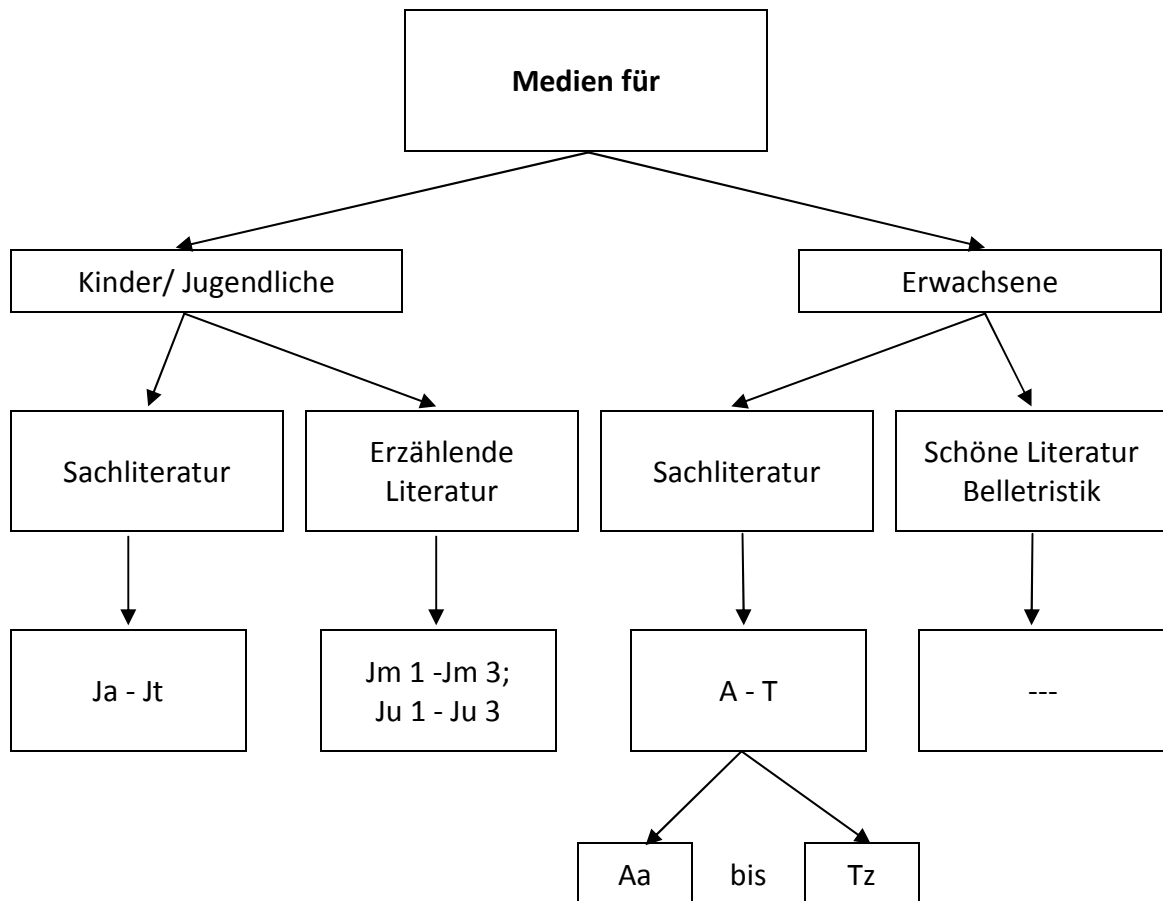 Medien für
Kinder/ Jugendliche
Erwachsene
Sachliteratur
Erzählende
Literatur
Sachliteratur
Schöne Literatur
Belletristik
Ja - Jt
Jm 1 -Jm 3;
Ju 1 - Ju 3
A - T
---
Aa
bis
Tz